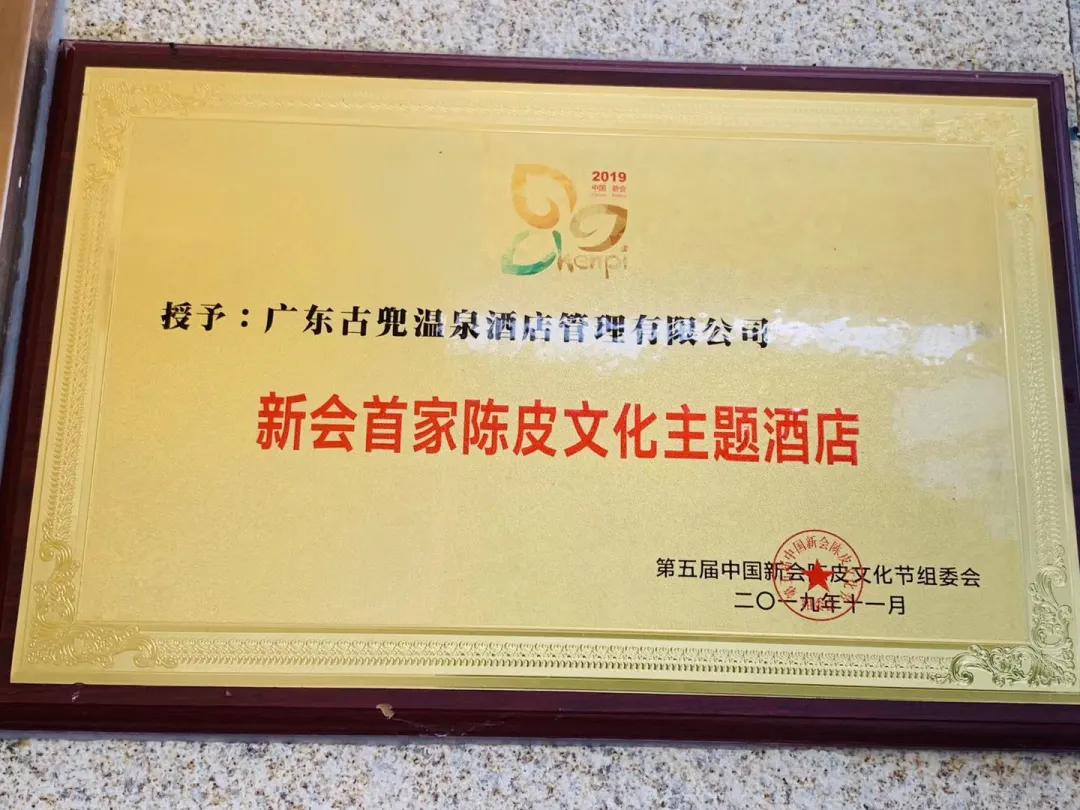 2019
中国 新会
chenpi
授予：广东古兜温泉酒店管理有限公司
新会首家陈皮文化主题酒店
第五届中国新会陈皮文化节组委会
二〇一九年十一月